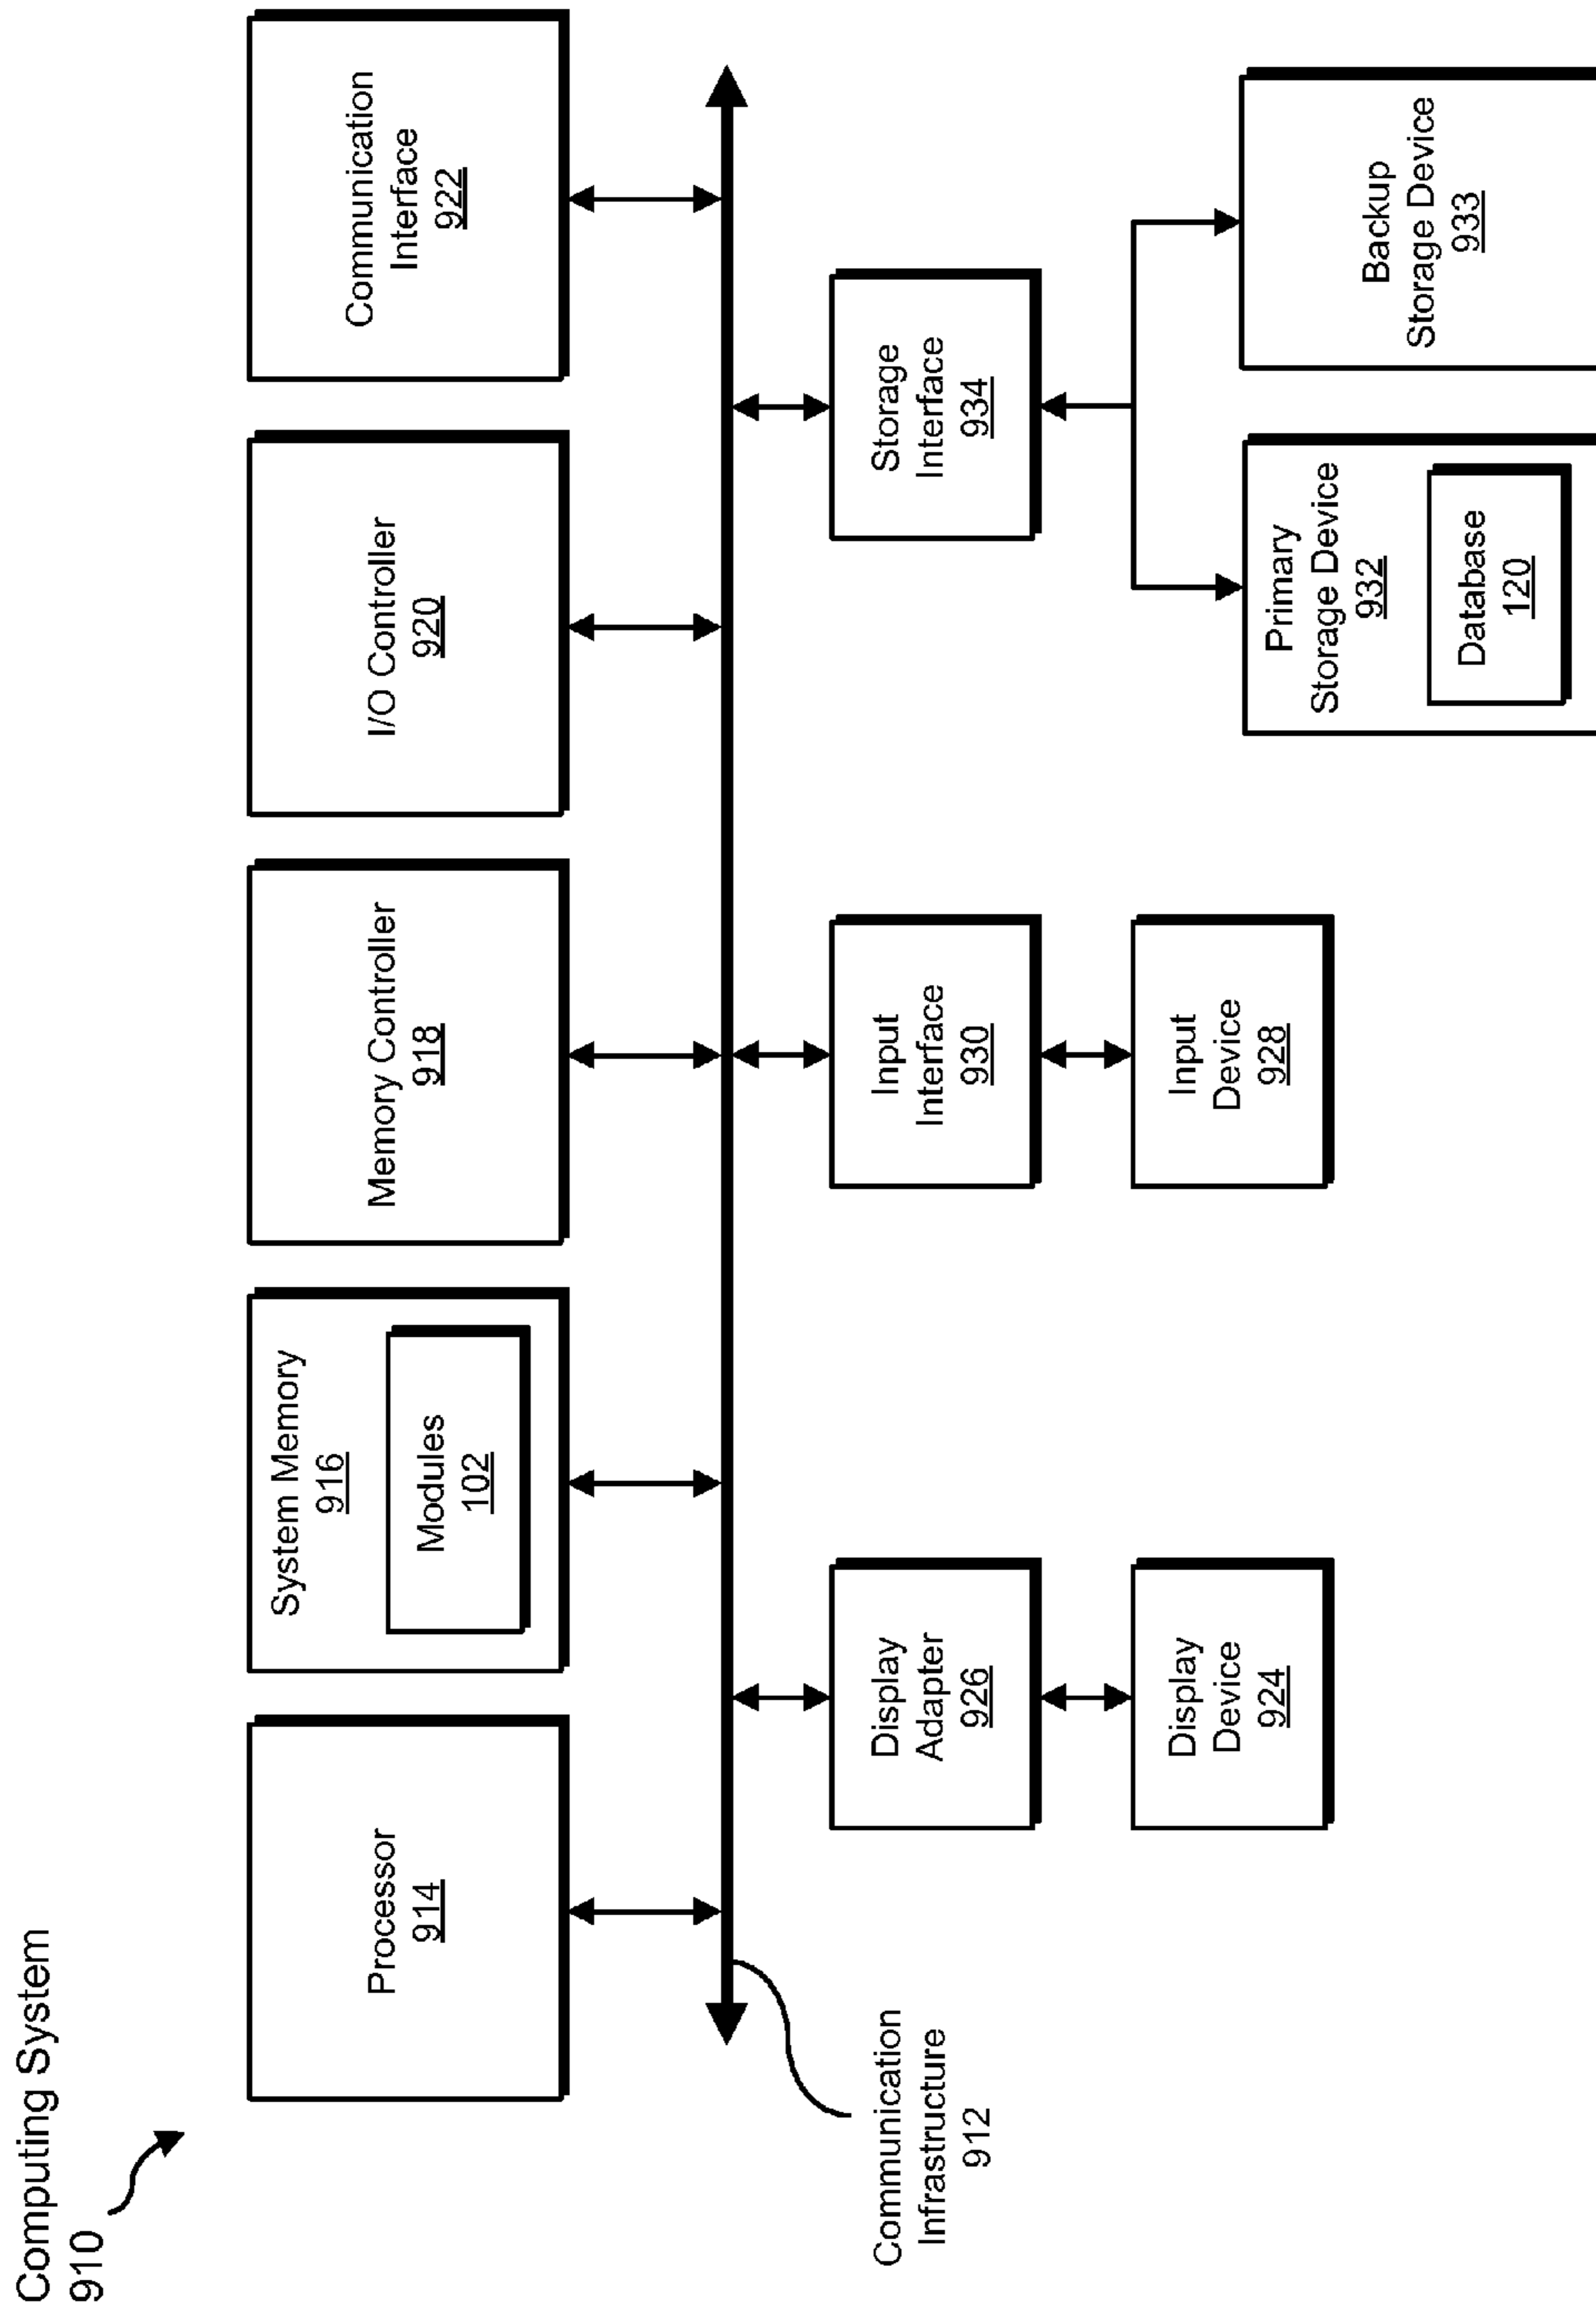 Computing System
910
Processor
914
System Memory
916
Modules
102
Memory Controller
918
I/O Controller
920
Communication
Interface
922
Communication
Infrastructure
912
Display
Adapter
926
Input
Interface
930
Storage
Interface
934
Display
Device
924
Input
Device
928
Primary
Storage Device
932
Database
120
Backup
Storage Device
933